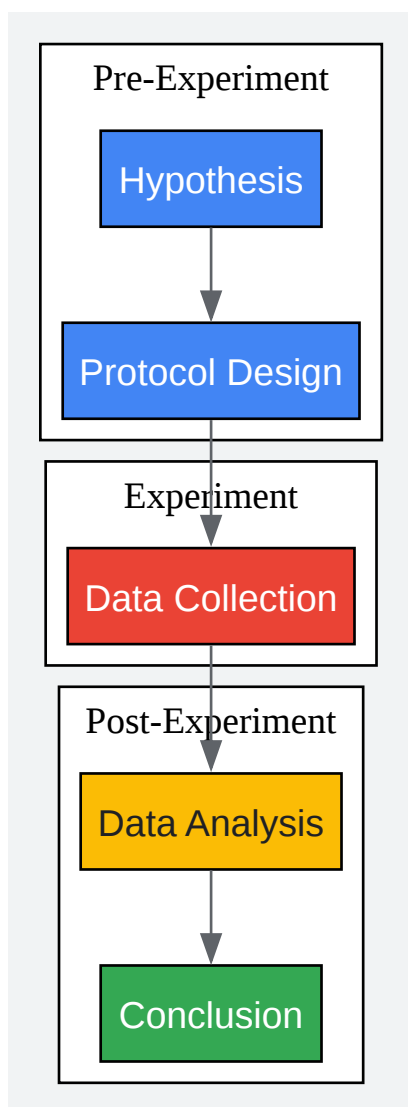 Pre-Experiment
Hypothesis
Protocol Design
Experiment
Data Collection
Post-Experiment
Data Analysis
Conclusion